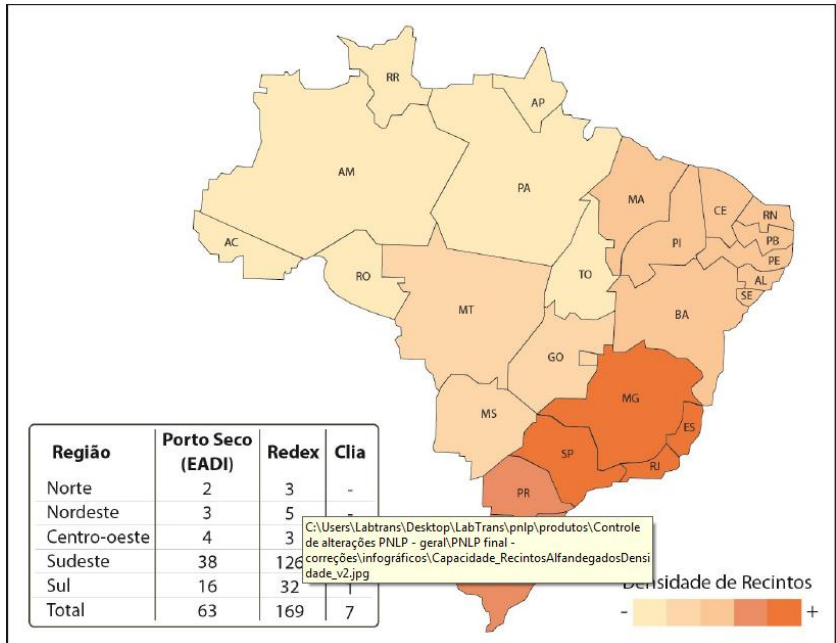 RR
AP
AM
PA
MA
CE
RN
PB
PE
AL
SE
PI
AC
RO
TO
MT
BA
GO
MG
ES
MS
SP
RJ
PR
Região Porto Seco (EADI) Redex Clia
Norte 2 3 -
Nordeste 3 5 -
Centro-oeste 4 3
Sudeste 38 126
Sul 16 32
Total 63 169 7
C:\Users\Labtrans\Desktop\LabTrans\pnlp\produtos\Controle
de alterações PNLP - geral\PNLP final -
correções\infográficos\Capacidade_RecintosAlfandegadosDensi
dade_v2.jpg
Densidade de Recintos
- +